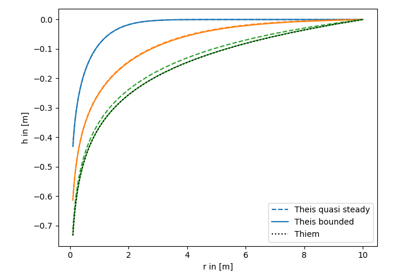 0.0
−0.1
−0.2
−0.3
−0.4
−0.5
−0.6
−0.7
h in [m]
Theis quasi steady
Theis bounded
Thiem
0 2 4 6 8 10
r in [m]